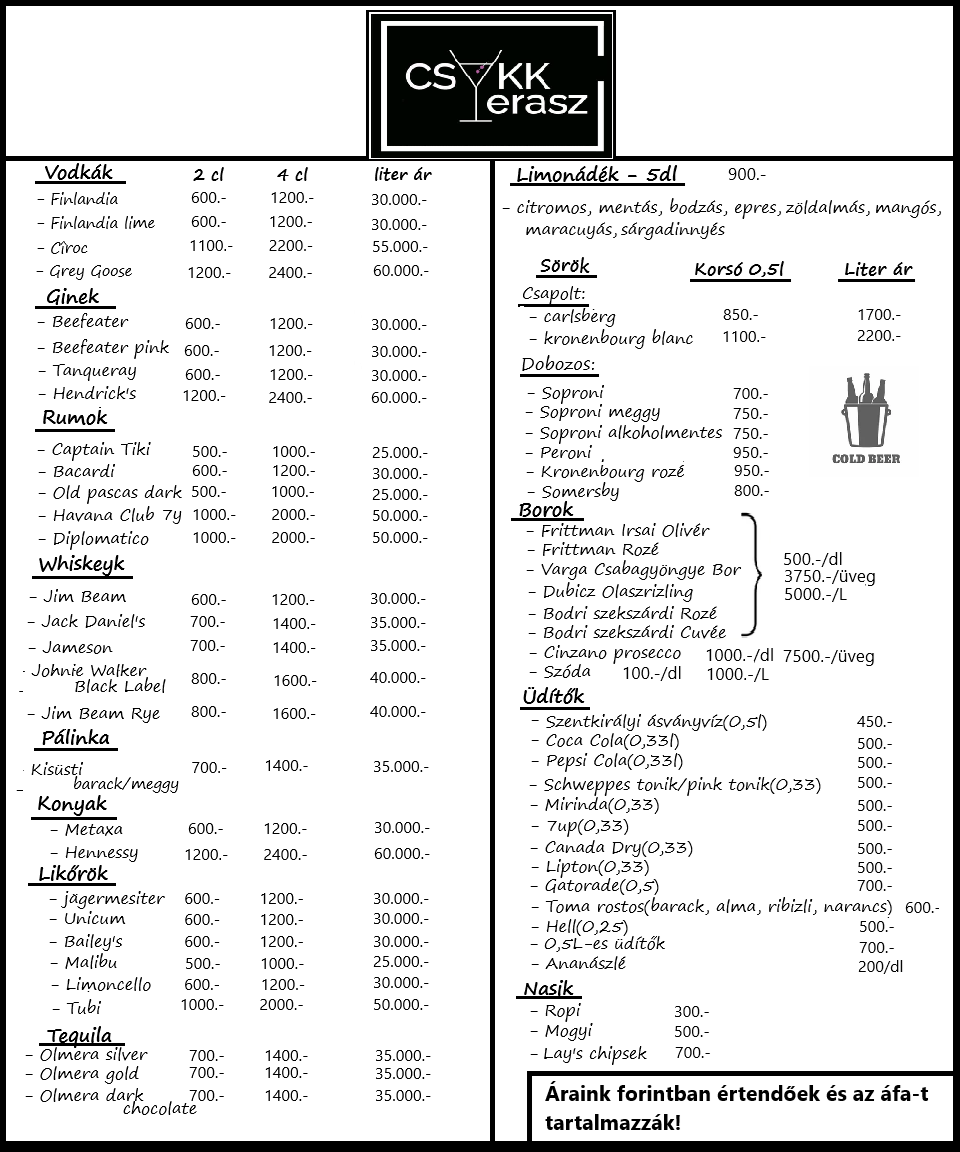 CSYKK
erasz
Vodkák 2 cl 4 cl liter ár
- Finlandia 600.- 1200.- 30.000.-
- Finlandia lime 600.- 1200.- 30.000.-
- Cîroc 1100.- 2200.- 55.000.-
- Grey Goose 1200.- 2400.- 60.000.-
Ginek
- Beefeater 600.- 1200.- 30.000.-
- Beefeater pink 600.- 1200.- 30.000.-
- Tanqueray 600.- 1200.- 30.000.-
- Hendrick's 1200.- 2400.- 60.000.-
Rumok
- Captain Tiki 500.- 1000.- 25.000.-
- Bacardi 600.- 1200.- 30.000.-
- Old pascas dark 500.- 1000.- 25.000.-
- Havana Club 7y 1000.- 2000.- 50.000.-
- Diplomatico 1000.- 2000.- 50.000.-
Whiskeyk
- Jim Beam 600.- 1200.- 30.000.-
- Jack Daniel's 700.- 1400.- 35.000.-
- Jameson 700.- 1400.- 35.000.-
- Johnie Walker 800.- 1600.- 40.000.-
Black Label
- Jim Beam Rye 800.- 1600.- 40.000.-
Pálinka
- Kisüsti 700.- 1400.- 35.000.-
barack/meggy
Konyak
- Metaxa 600.- 1200.- 30.000.-
- Hennessy 1200.- 2400.- 60.000.-
Likőrök
- jägermesiter 600.- 1200.- 30.000.-
- Unicum 600.- 1200.- 30.000.-
- Bailey's 600.- 1200.- 30.000.-
- Malibu 500.- 1000.- 25.000.-
- Limoncello 600.- 1200.- 30.000.-
- Tubi 1000.- 2000.- 50.000.-
Tequila
- Olmera silver 700.- 1400.- 35.000.-
- Olmera gold 700.- 1400.- 35.000.-
- Olmera dark 700.- 1400.- 35.000.-
chocolate
Limonádék - 5dl 900.-
- citromos, mentás, bodzás, epres, zöldalmás, mangós,
maracuyás, sárgadinnyés
Sörök Korsó 0,5l Liter ár
Csapolt:
- carlsberg 850.- 1700.-
- kronenbourg blanc 1100.- 2200.-
Dobozos:
- Soproni 700.-
- Soproni meggy 750.-
- Soproni alkoholmentes 750.-
- Peroni 950.-
- Kronenbourg rozé 950.-
- Somersby 800.-
COLD BEER
Borok
- Frittman Irsai Olivér
- Frittman Rozé
- Varga Csabagyöngye Bor
- Dubicz Olaszrizling
- Bodri szekszárdi Rozé
- Bodri szekszárdi Cuvée
500.-/dl
3750.-/üveg
5000.-/L
- Cinzano prosecco 1000.-/dl 7500.-/üveg
- Szóda 100.-/dl 1000.-/L
Üdítők
- Szentkirályi ásványvíz(0,5l) 450.-
- Coca Cola(0,33l) 500.-
- Pepsi Cola(0,33l) 500.-
- Schweppes tonik/pink tonik(0,33) 500.-
- Mirinda(0,33) 500.-
- 7up(0,33) 500.-
- Canada Dry(0,33) 500.-
- Lipton(0,33) 500.-
- Gatorade(0,5) 700.-
- Toma rostos(barack, alma, ribizli, narancs) 600.-
- Hell(0,25) 500.-
- 0,5L-es üdítők 700.-
- Ananászlé 200/dl
Nasik
- Ropi 300.-
- Mogyi 500.-
- Lay's chipsek 700.-
Áraink forintban értendőek és az áfa-t
tartalmazzák!